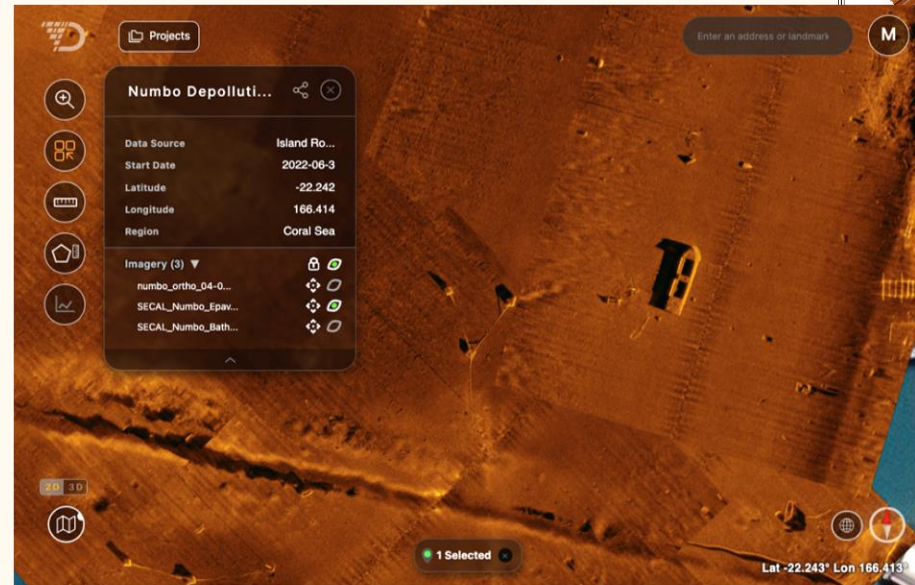 Projects
Enter an address or landmark
M
Numbo Depolluti...
Data Source Island Ro...
Start Date 2022-06-3
Latitude -22.242
Longitude 166.414
Region Coral Sea
Imagery (3) ▼
numbo_ortho_04-0...
SECAL_Numbo_Epav...
SECAL_Numbo_Bath...
2D 3D
1 Selected
Lat -22.243° Lon 166.413°